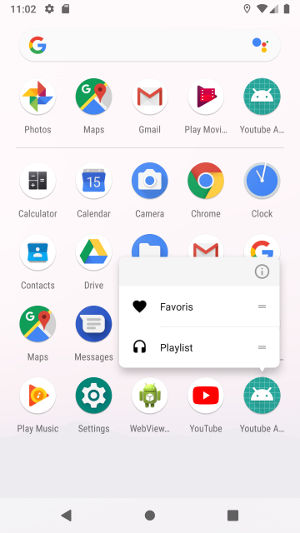 11:02
Photos Maps Gmail Play Movi... Youtube A...
Calculator Calendar Camera Chrome Clock
15
Contacts Drive
Favoris
Playlist
Maps Messages
Play Music Settings WebView... YouTube Youtube A...